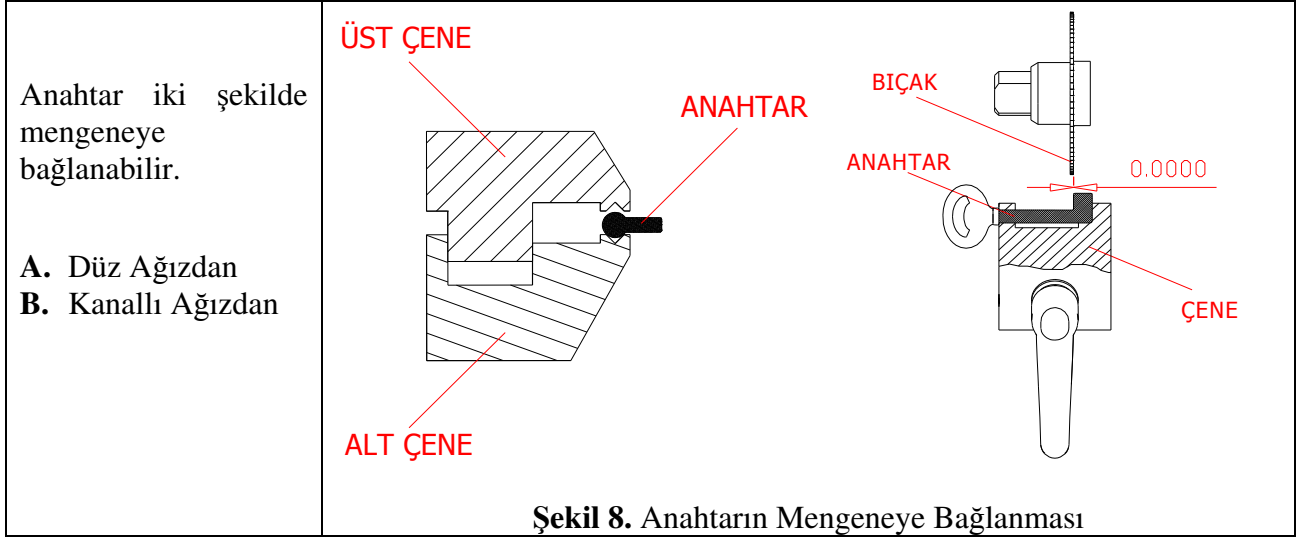 Anahtar iki şekilde
mengeneye
bağlanabilir.
A. Düz Ağızdan
B. Kanallı Ağızdan
ÜST ÇENE
ANAHTAR
ALT ÇENE
BIÇAK
ANAHTAR
0.0000
ÇENE
Şekil 8. Anahtarın Mengeneye Bağlanması